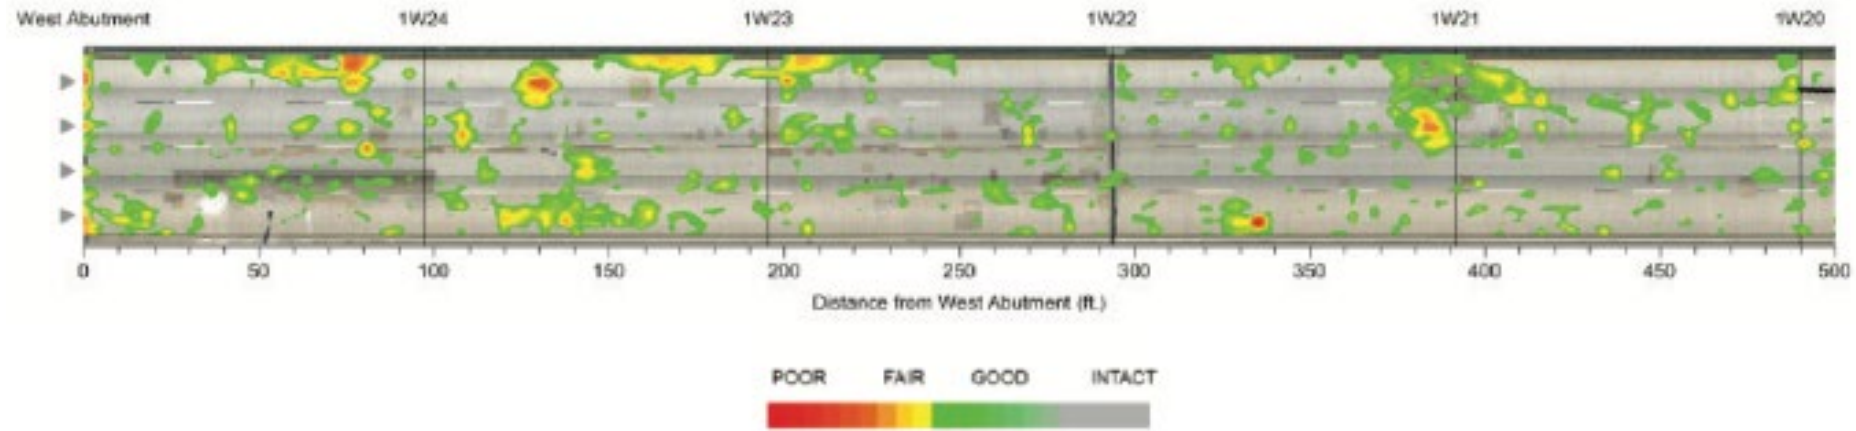 West Abutment 1W24 1W23 1W22 1W21 1W20
0 50 100 150 200 250 300 350 400 450 500
Distance from West Abutment (ft.)
POOR FAIR GOOD INTACT